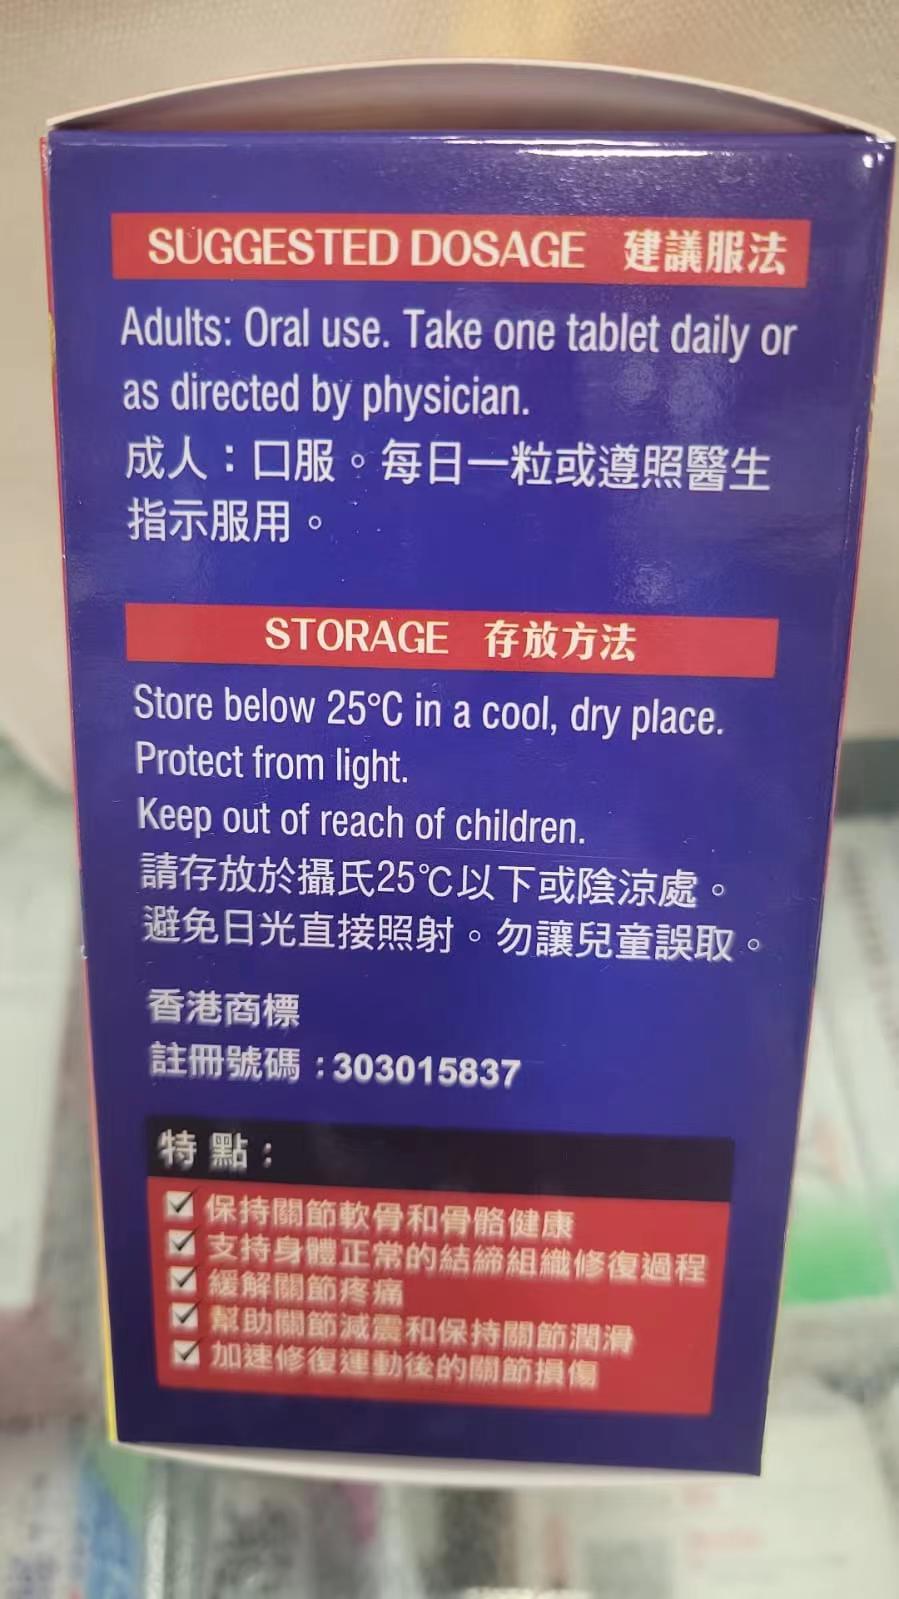 SUGGESTED DOSAGE 建議服法
Adults: Oral use. Take one tablet daily or
as directed by physician.
成人：口服。每日一粒或遵照醫生
指示服用。
STORAGE 存放方法
Store below 25°C in a cool, dry place.
Protect from light.
Keep out of reach of children.
請存放於攝氏25℃以下或陰涼處。
避免日光直接照射。勿讓兒童誤取。
香港商標
註冊號碼：303015837
特點：
保持關節軟骨和骨骼健康
支持身體正常的結締組織修復過程
緩解關節疼痛
幫助關節減震和保持關節潤滑
加速修復運動後的關節損傷